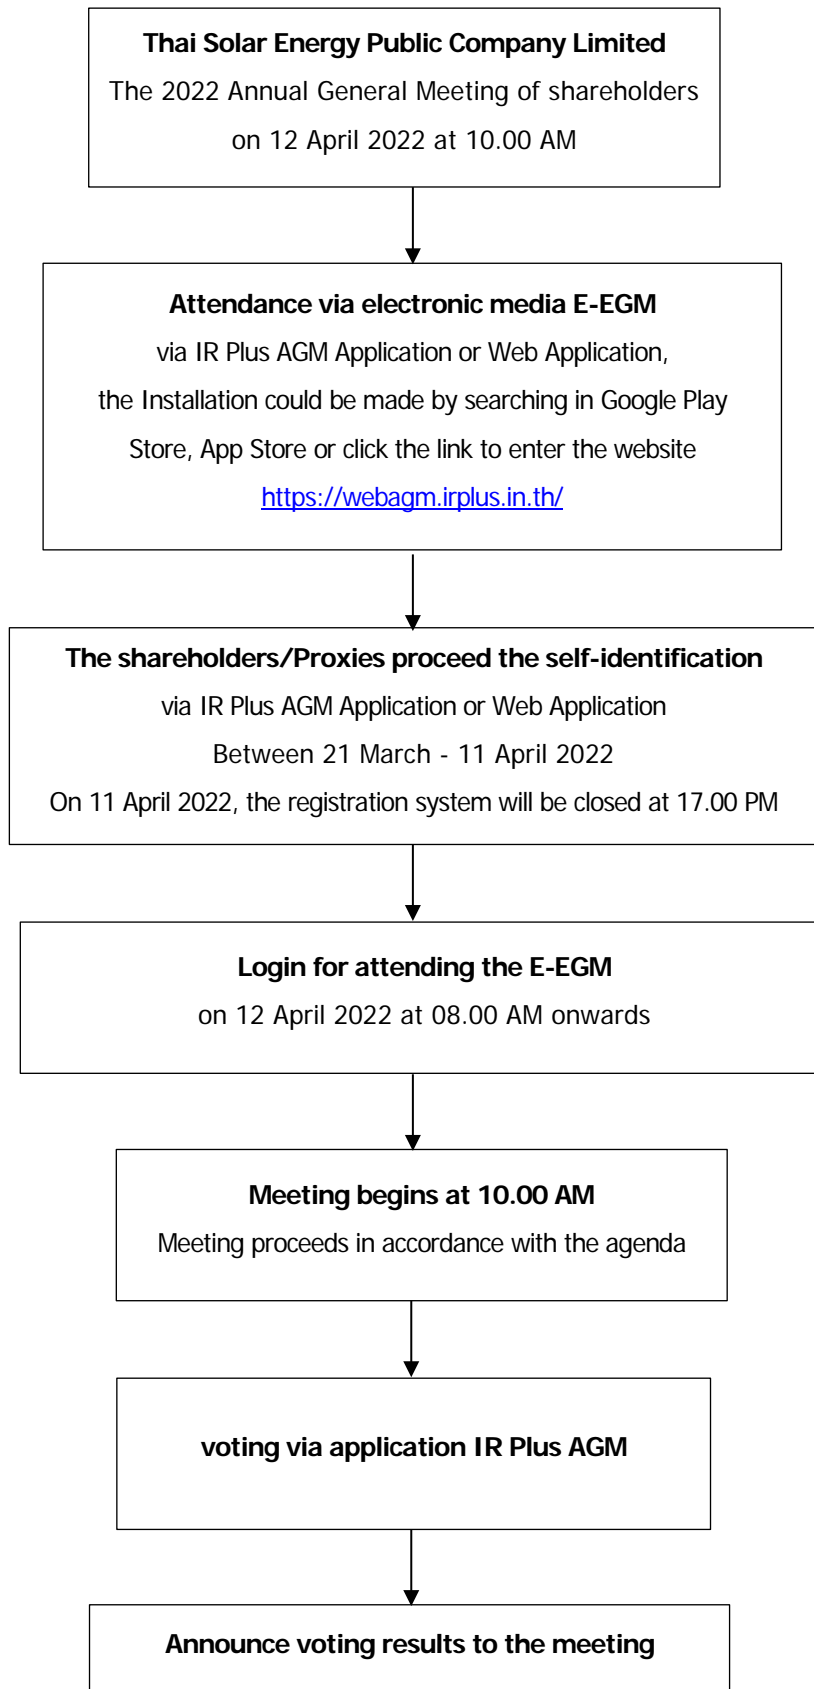 Thai Solar Energy Public Company Limited
The 2022 Annual General Meeting of shareholders
on 12 April 2022 at 10.00 AM
Attendance via electronic media E-EGM
via IR Plus AGM Application or Web Application,
the Installation could be made by searching in Google Play
Store, App Store or click the link to enter the website
https://webagm.irplus.in.th/
The shareholders/Proxies proceed the self-identification
via IR Plus AGM Application or Web Application
Between 21 March - 11 April 2022
On 11 April 2022, the registration system will be closed at 17.00 PM
Login for attending the E-EGM
on 12 April 2022 at 08.00 AM onwards
Meeting begins at 10.00 AM
Meeting proceeds in accordance with the agenda
voting via application IR Plus AGM
Announce voting results to the meeting